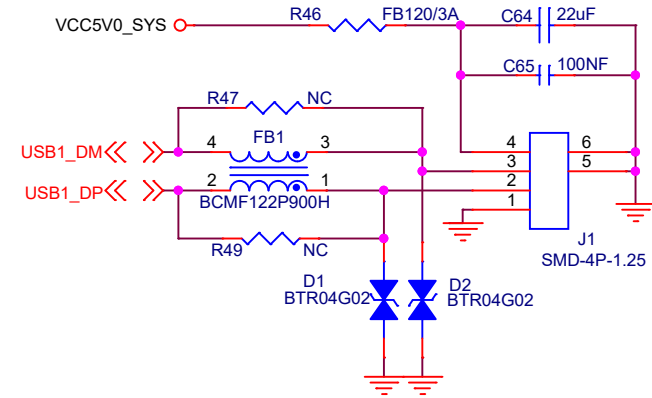 R46 FB120/3A C64 22uF
VCC5V0_SYS
C65 100NF
R47 NC
4 FB1 3
USB1_DM
4 6
3 5
USB1_DP 2 1
2
BCMF122P900H
1
R49 NC
J1
SMD-4P-1.25
D1 D2
BTR04G02 BTR04G02